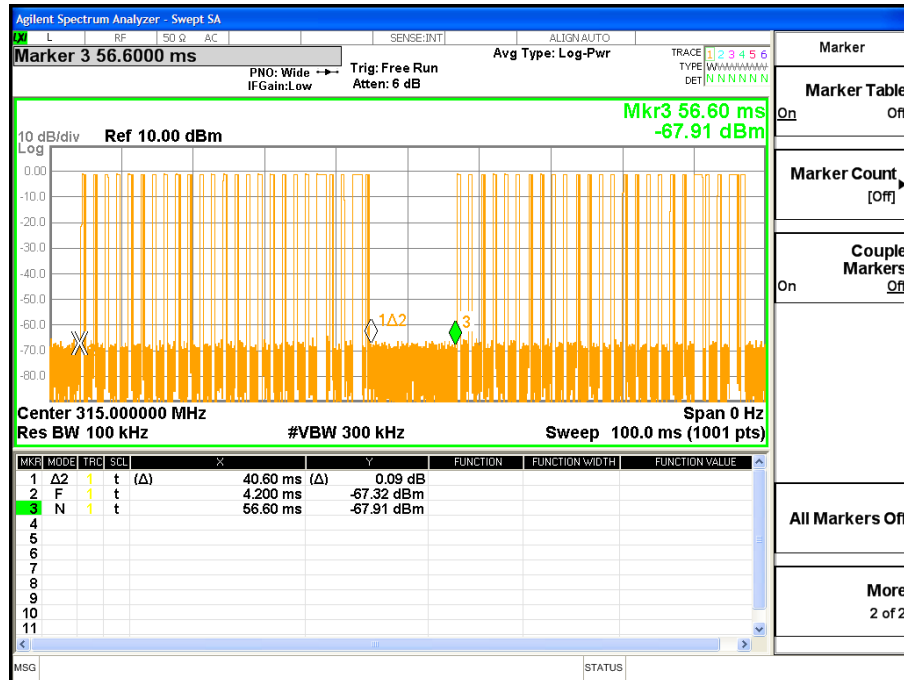 Agilent Spectrum Analyzer - Swept SA
LXI L RF 50 Ω AC SENSE:INT ALIGN AUTO
Marker 3 56.6000 ms
PNO: Wide
IFGain:Low
Trig: Free Run
Atten: 6 dB
Avg Type: Log-Pwr
TRACE 1 2 3 4 5 6
TYPE WWWWWW
DET N N N N N N
Mkr3 56.60 ms
-67.91 dBm
10 dB/div Ref 10.00 dBm
Log
0.00
-10.0
-20.0
-30.0
-40.0
-50.0
-60.0
-70.0
-80.0
1Δ2
3
Center 315.000000 MHz Span 0 Hz
Res BW 100 kHz #VBW 300 kHz Sweep 100.0 ms (1001 pts)
MKR MODE TRC SCL X Y FUNCTION FUNCTION WIDTH FUNCTION VALUE
1 Δ2 1 t (Δ) 40.60 ms (Δ) 0.09 dB
2 F 1 t 4.200 ms -67.32 dBm
3 N 1 t 56.60 ms -67.91 dBm
4
5
6
7
8
9
10
11
MSG STATUS
Marker
Marker Table
On Off
Marker Count
[Off]
Couple
Markers
On Off
All Markers Off
More
2 of 2